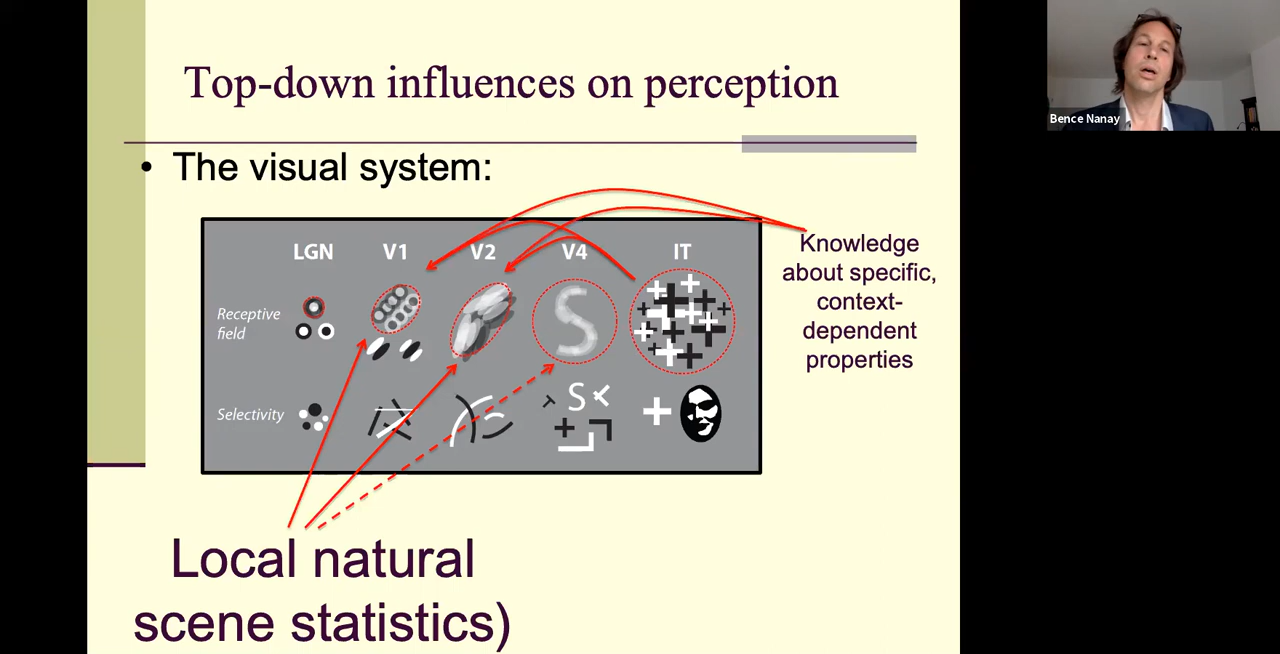 Top-down influences on perception
• The visual system:
LGN V1 V2 V4 IT
Receptive
field
Selectivity
Knowledge
about specific,
context-
dependent
properties
Local natural
scene statistics)
Bence Nanay